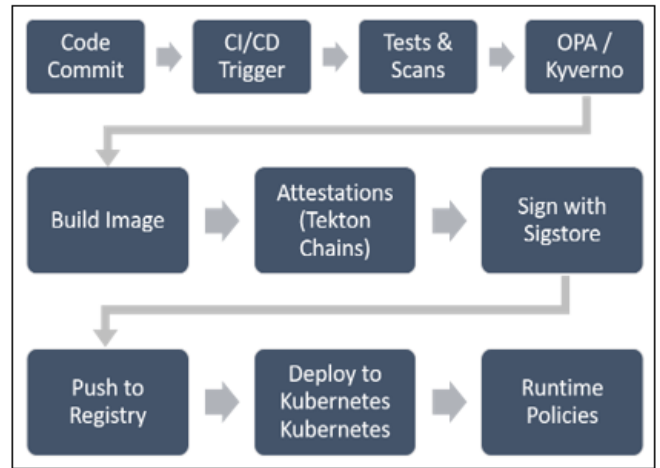 Code
Commit
CI/CD
Trigger
Tests &
Scans
OPA /
Kyverno
Build Image
Attestations
(Tekton
Chains)
Sign with
Sigstore
Push to
Registry
Deploy to
Kubernetes
Kubernetes
Runtime
Policies